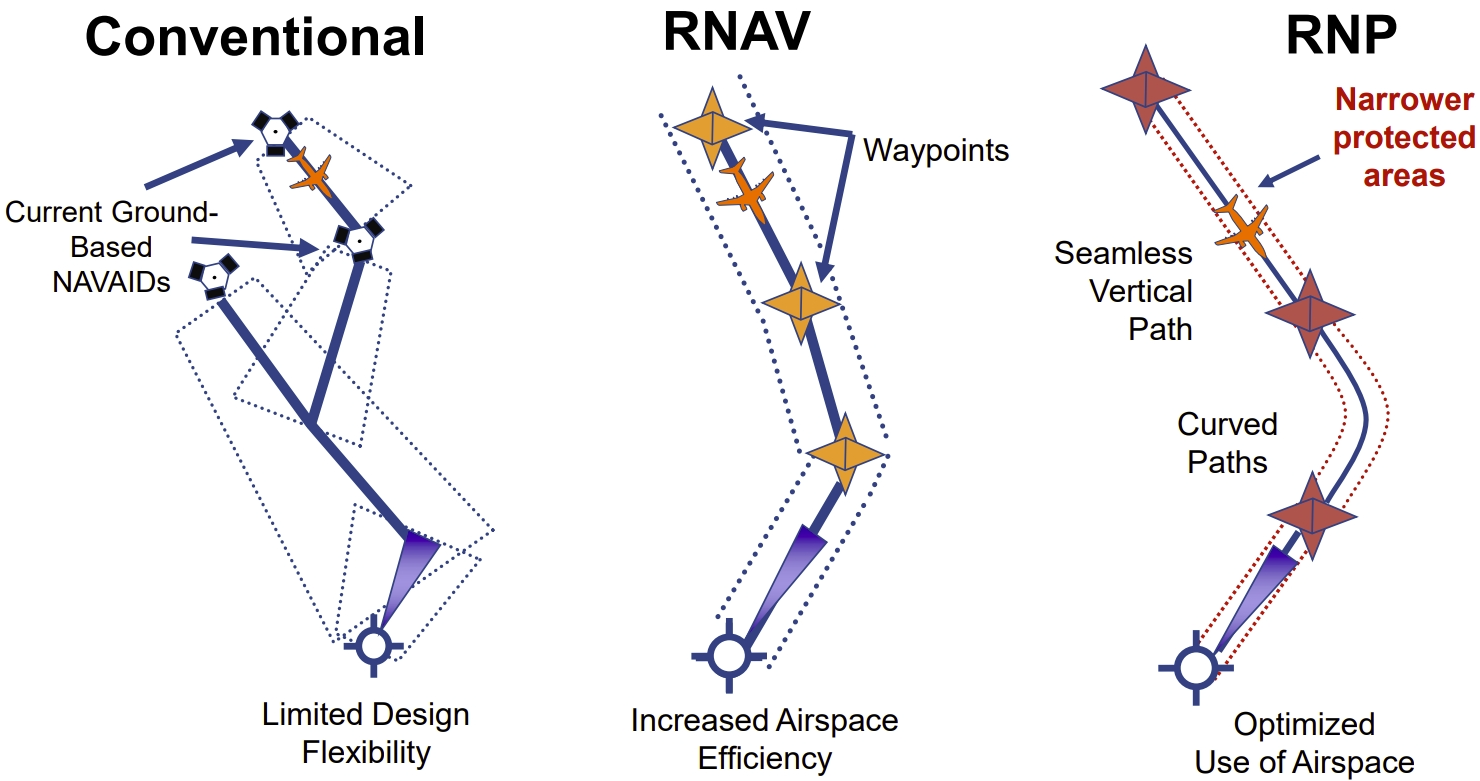 Conventional
Current Ground-
Based
NAVAIDs
Limited Design
Flexibility
RNAV
Waypoints
Increased Airspace
Efficiency
RNP
Narrower
protected
areas
Seamless
Vertical
Path
Curved
Paths
Optimized
Use of Airspace